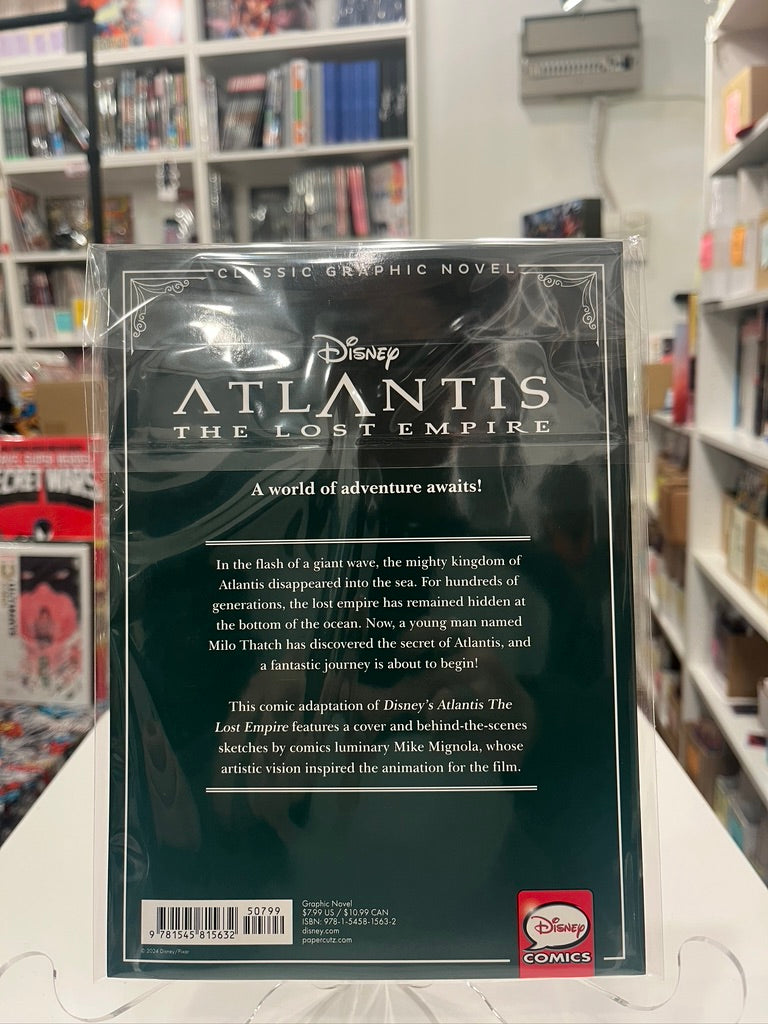 CLASSIC GRAPHIC NOVEL
Disney
ATLANTIS
THE LOST EMPIRE
A world of adventure awaits!
In the flash of a giant wave, the mighty kingdom of
Atlantis disappeared into the sea. For hundreds of
generations, the lost empire has remained hidden at
the bottom of the ocean. Now, a young man named
Milo Thatch has discovered the secret of Atlantis, and
a fantastic journey is about to begin!
This comic adaptation of Disney's Atlantis The
Lost Empire features a cover and behind-the-scenes
sketches by comics luminary Mike Mignola, whose
artistic vision inspired the animation for the film.
50799
9 781545 815632
Graphic Novel
$7.99 US / $10.99 CAN
ISBN: 978-1-5458-1563-2
disney.com
papercutz.com
© 2024 Disney/Pixar
Disney
COMICS
CRET WARS